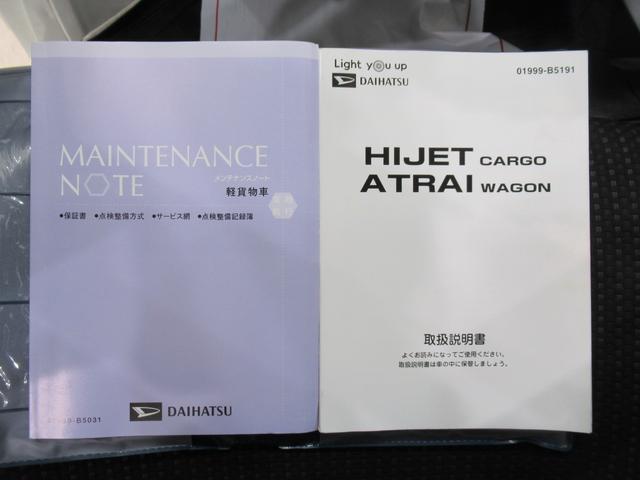 MAINTENANCE
NOTE
メンテナンスノート
軽貨物車
●保証書 ●点検整備方式 ●サービス網 ●点検整備記録簿
DAIHATSU
-B5031
Light you up
DAIHATSU
01999-B5191
HIJET CARGO
ATRAI WAGON
取扱説明書
よくお読みになってご使用ください。
取扱説明書は車の中に保管しましょう。